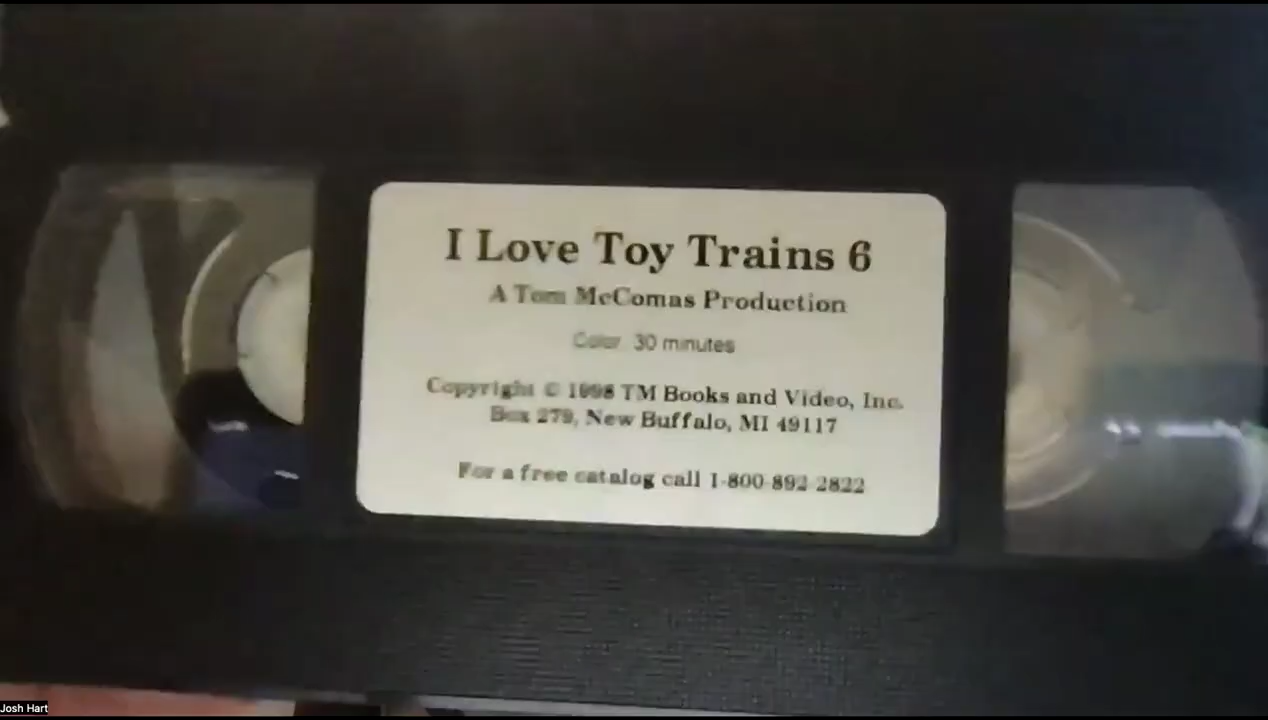 I Love Toy Trains 6
A Tom McComas Production
Color 30 minutes
Copyright © 1998 TM Books and Video, Inc.
Box 279, New Buffalo, MI 49117
For a free catalog call 1-800-892-2822
Josh Hart